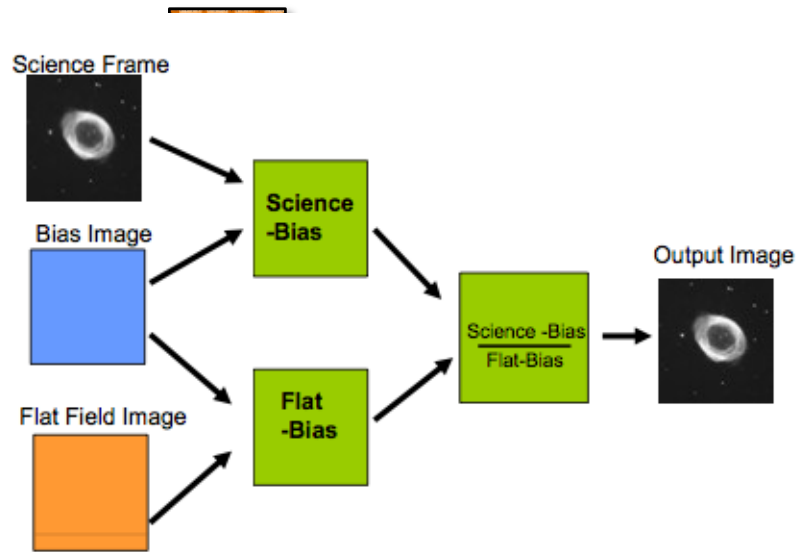 Science Frame
Bias Image
Flat Field Image
Science
-Bias
Flat
-Bias
Science -Bias
Flat-Bias
Output Image